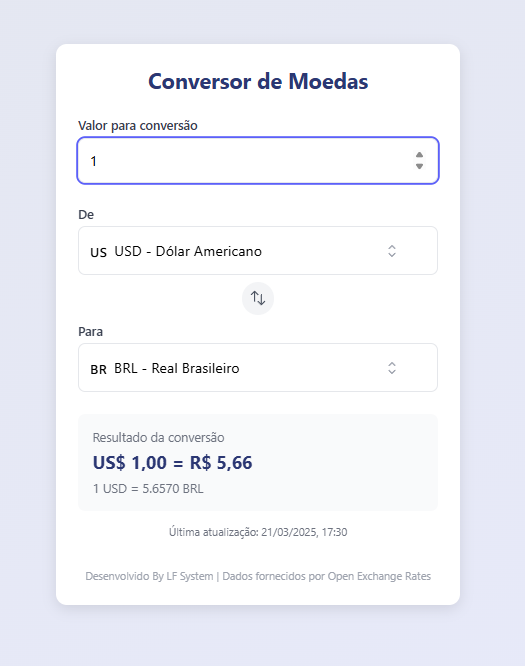 Conversor de Moedas
Valor para conversão
1
De
US USD - Dólar Americano
Para
BR BRL - Real Brasileiro
Resultado da conversão
US$ 1,00 = R$ 5,66
1 USD = 5.6570 BRL
Última atualização: 21/03/2025, 17:30
Desenvolvido By LF System | Dados fornecidos por Open Exchange Rates